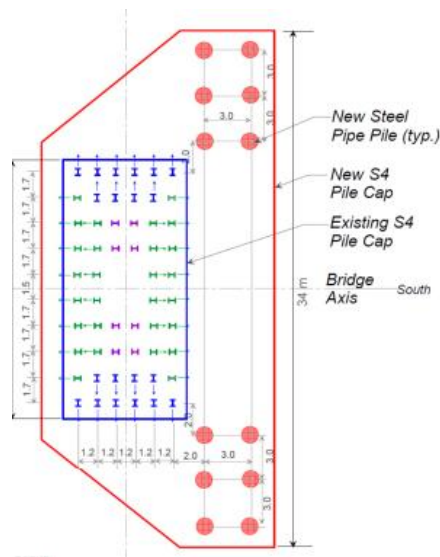 3.0
3.0
3.0
2.0
New Steel
Pipe Pile (typ.)
New S4
Pile Cap
Existing S4
Pile Cap
Bridge
Axis
South
34 m
1.7
1.7
1.7
1.7
1.5
1.7
1.7
1.7
1.7
2.0
1.2
1.2
1.2
1.2
1.2
2.0
3.0
3.0
3.0